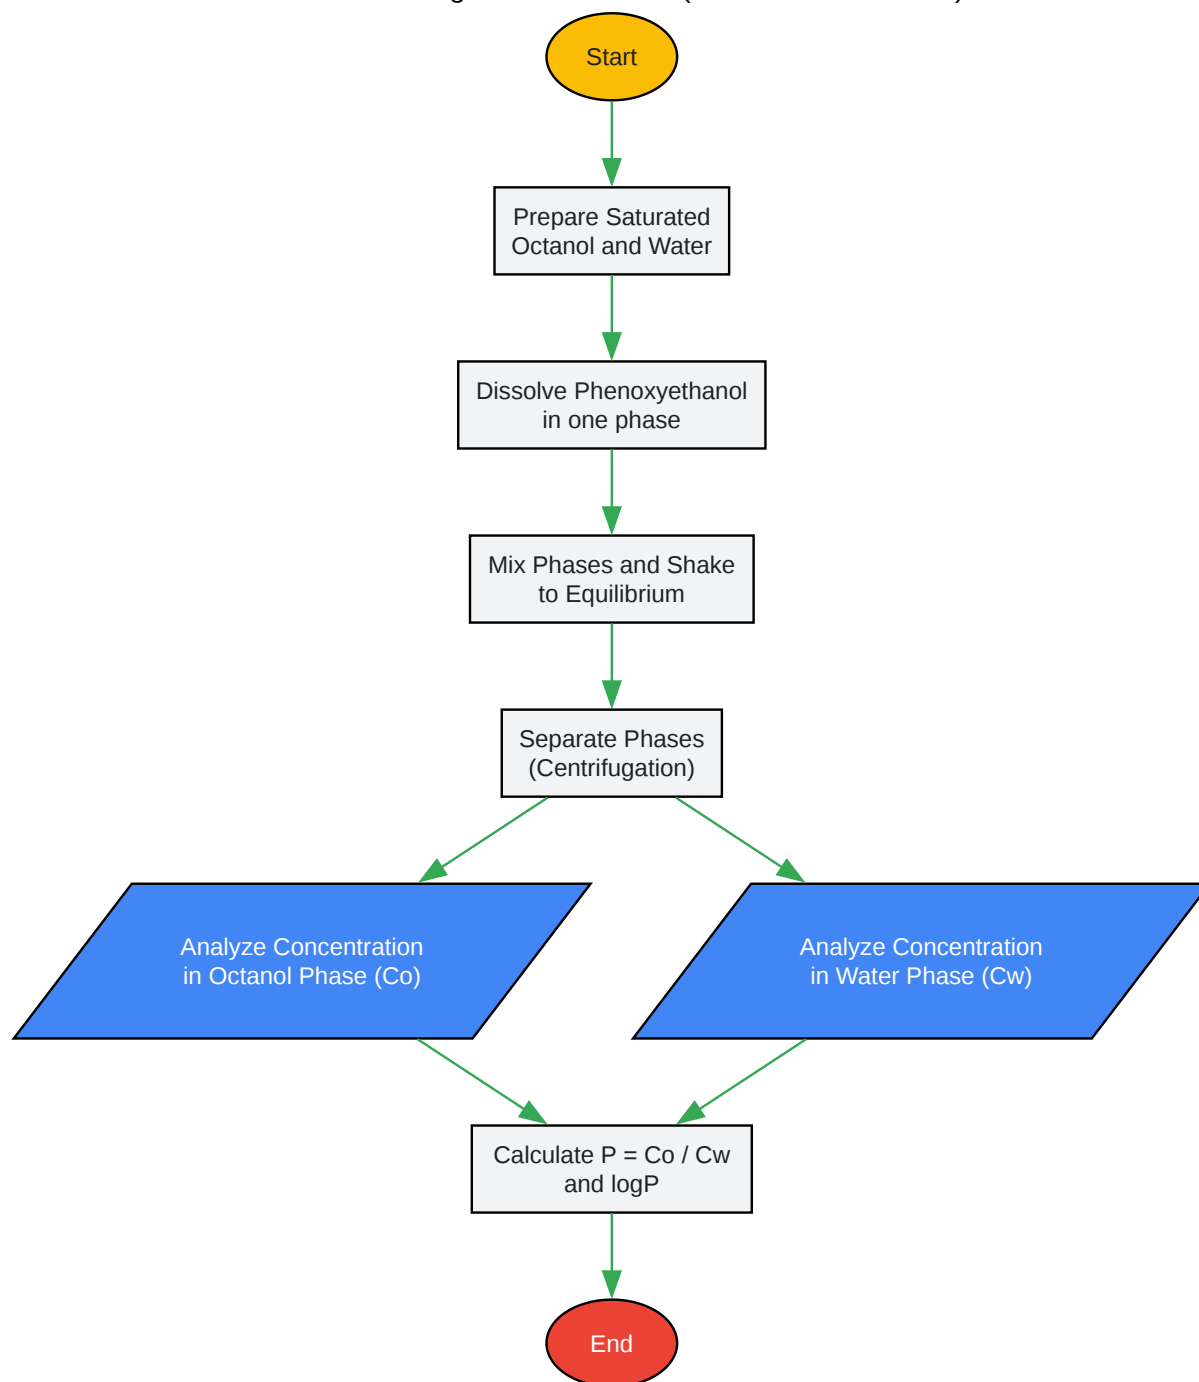 Start
Prepare Saturated
Octanol and Water
Dissolve Phenoxyethanol
in one phase
Mix Phases and Shake
to Equilibrium
Separate Phases
(Centrifugation)
Analyze Concentration
in Octanol Phase (Co)
Analyze Concentration
in Water Phase (Cw)
Calculate P = Co / Cw
and logP
End